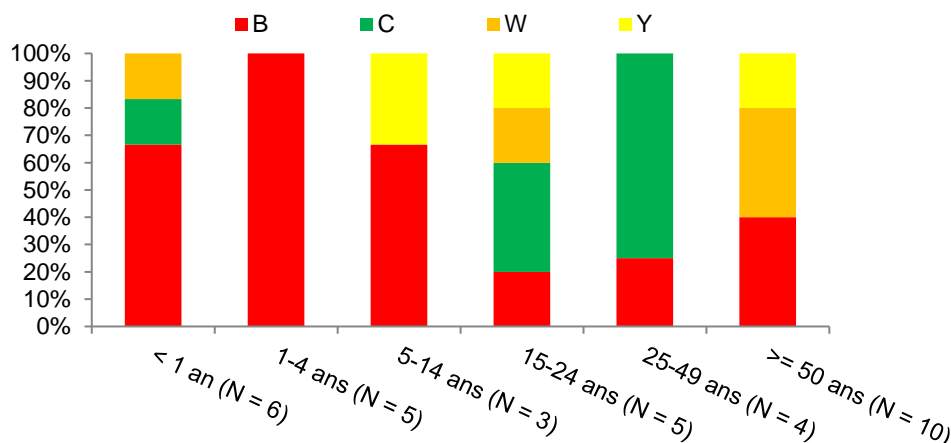 B C W Y
100%
90%
80%
70%
60%
50%
40%
30%
20%
10%
0%
< 1 an (N = 6)
1-4 ans (N = 5)
5-14 ans (N = 3)
15-24 ans (N = 5)
25-49 ans (N = 4)
>= 50 ans (N = 10)